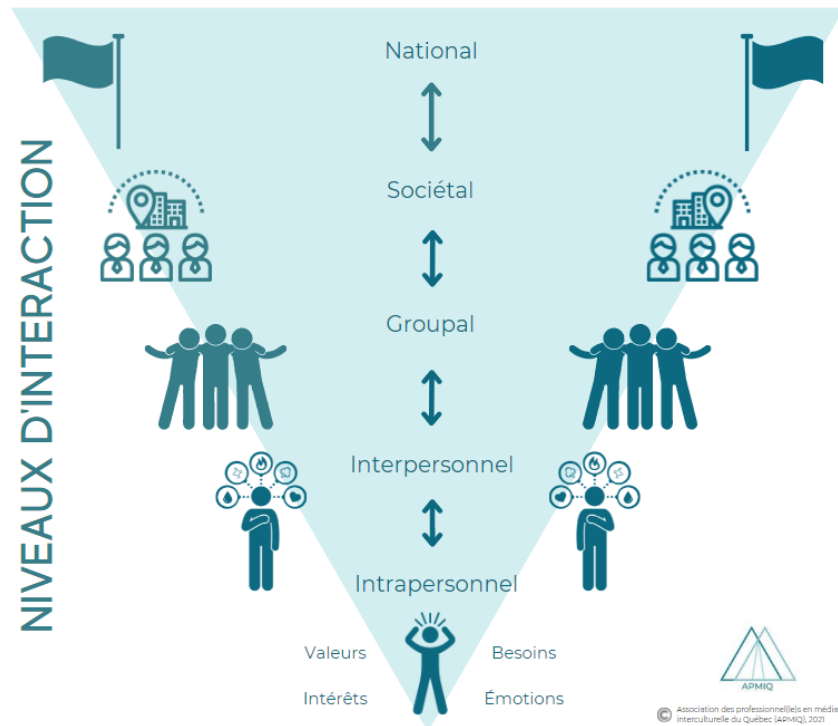 NIVEAUX D'INTERACTION
National
Sociétal
Groupal
Interpersonnel
Intrapersonnel
Valeurs
Besoins
Intérêts
Émotions
APMIQ
© Association des professionnel(le)s en média
interculturelle du Québec (APMIQ), 2021